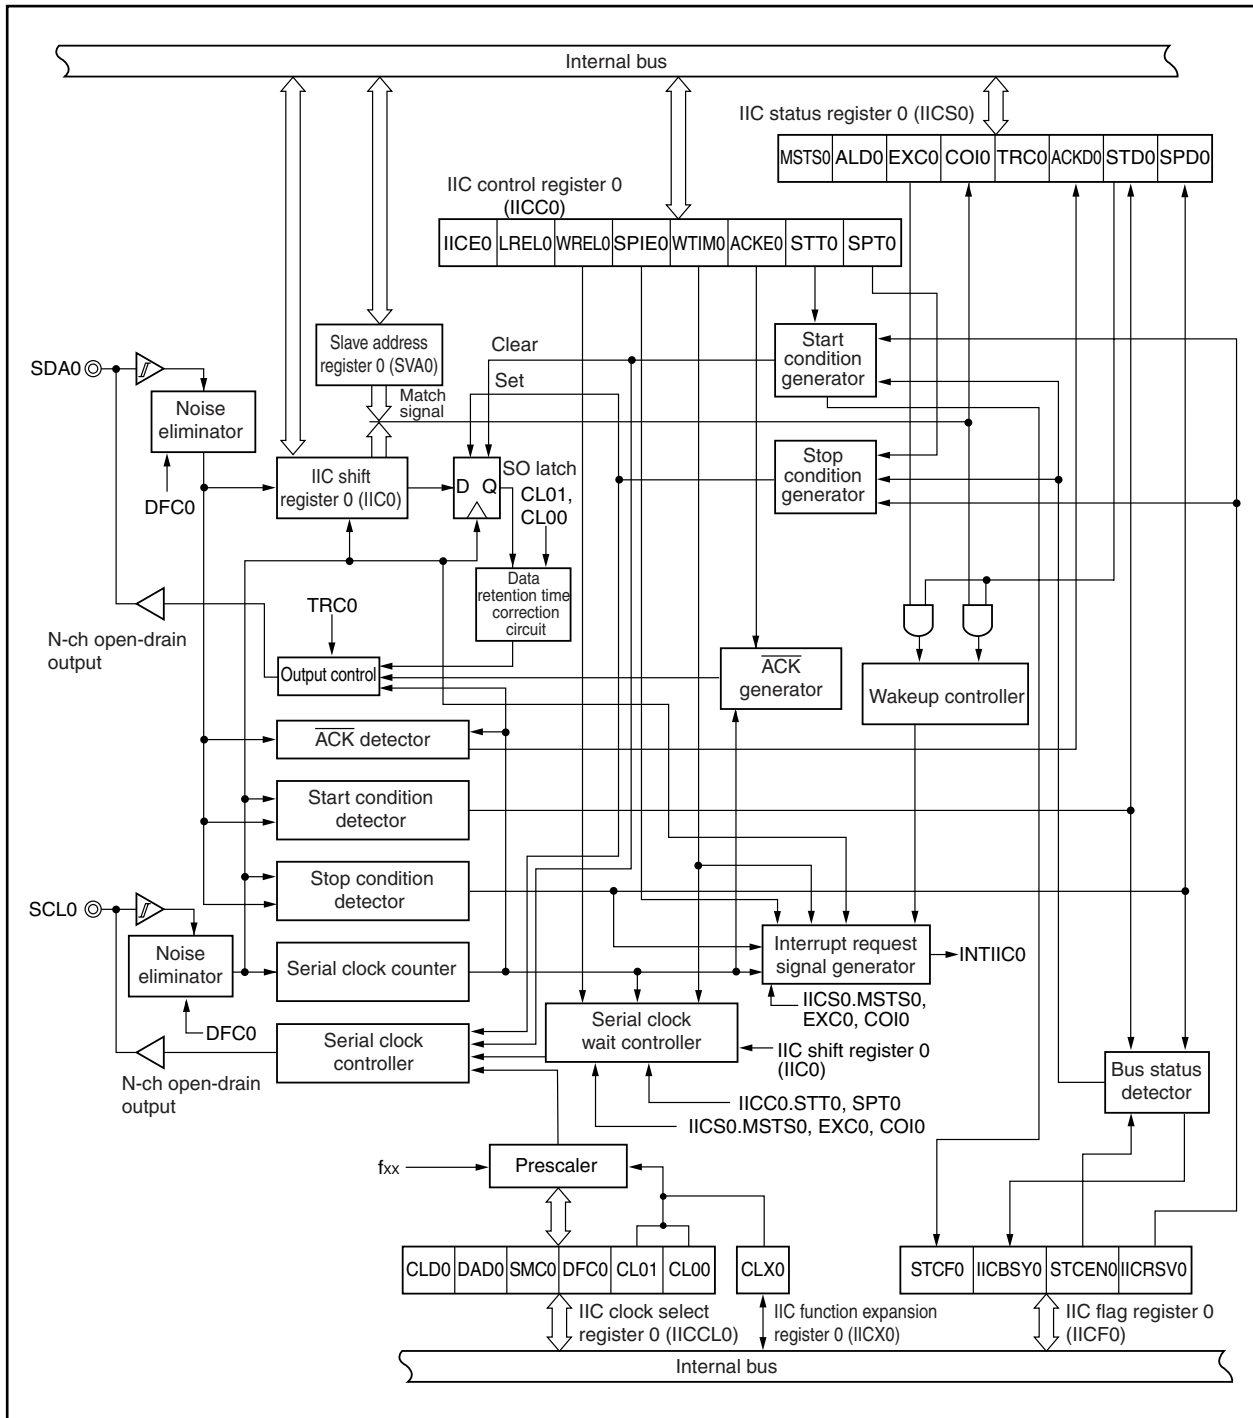 Internal bus
IIC status register 0 (IICS0)
MSTS0 ALD0 EXC0 COI0 TRC0 ACKD0 STD0 SPD0
IIC control register 0
(IICC0)
IICE0 LREL0 WREL0 SPIE0 WTIM0 ACKE0 STT0 SPT0
Slave address
register 0 (SVA0)
Clear
Start
condition
generator
SDA0
Set
Match
signal
Noise
eliminator
Stop
condition
generator
IIC shift
register 0 (IIC0)
SO latch
D Q
CL01,
CL00
DFC0
Data
retention time
correction
circuit
TRC0
N-ch open-drain
output
Output control
ACK
generator
Wakeup controller
ACK detector
Start condition
detector
Stop condition
detector
SCL0
Noise
eliminator
Serial clock counter
Interrupt request
signal generator
INTIIC0
IICS0.MSTS0,
EXC0, COI0
DFC0
Serial clock
controller
Serial clock
wait controller
IIC shift register 0
(IIC0)
Bus status
detector
N-ch open-drain
output
IICC0.STT0, SPT0
IICS0.MSTS0, EXC0, COI0
fxx
Prescaler
CLD0 DAD0 SMC0 DFC0 CL01 CL00
CLX0
STCF0 IICBSY0 STCEN0 IICRSV0
IIC clock select
register 0 (IICCL0)
IIC function expansion
register 0 (IICX0)
IIC flag register 0
(IICF0)
Internal bus